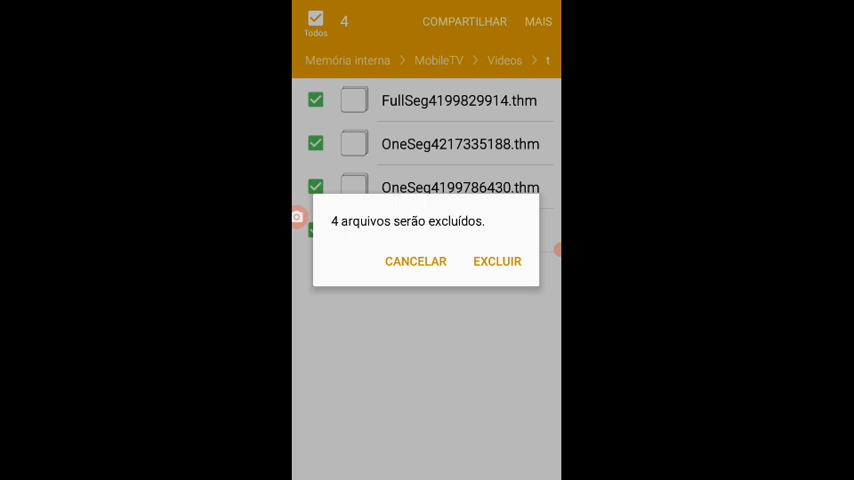 4 COMPARTILHAR MAIS
Todos
Memória interna > MobileTV > Videos > t
FullSeg4199829914.thm
OneSeg4217335188.thm
OneSeg4199786430.thm
4 arquivos serão excluídos.
CANCELAR EXCLUIR